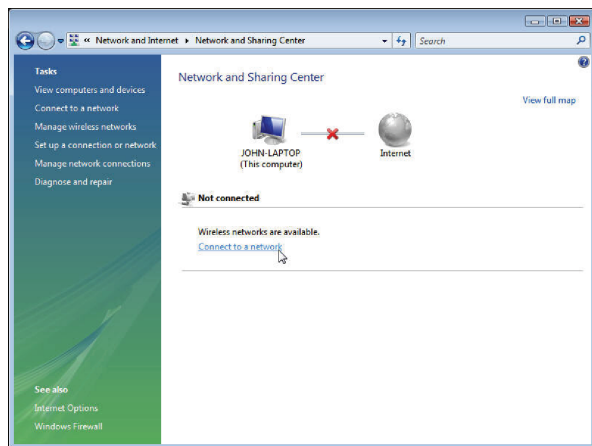 « Network and Internet ▸ Network and Sharing Center
Search
Tasks
View computers and devices
Connect to a network
Manage wireless networks
Set up a connection or network
Manage network connections
Diagnose and repair
See also
Internet Options
Windows Firewall
Network and Sharing Center
View full map
JOHN-LAPTOP
(This computer)
Internet
Not connected
Wireless networks are available.
Connect to a network